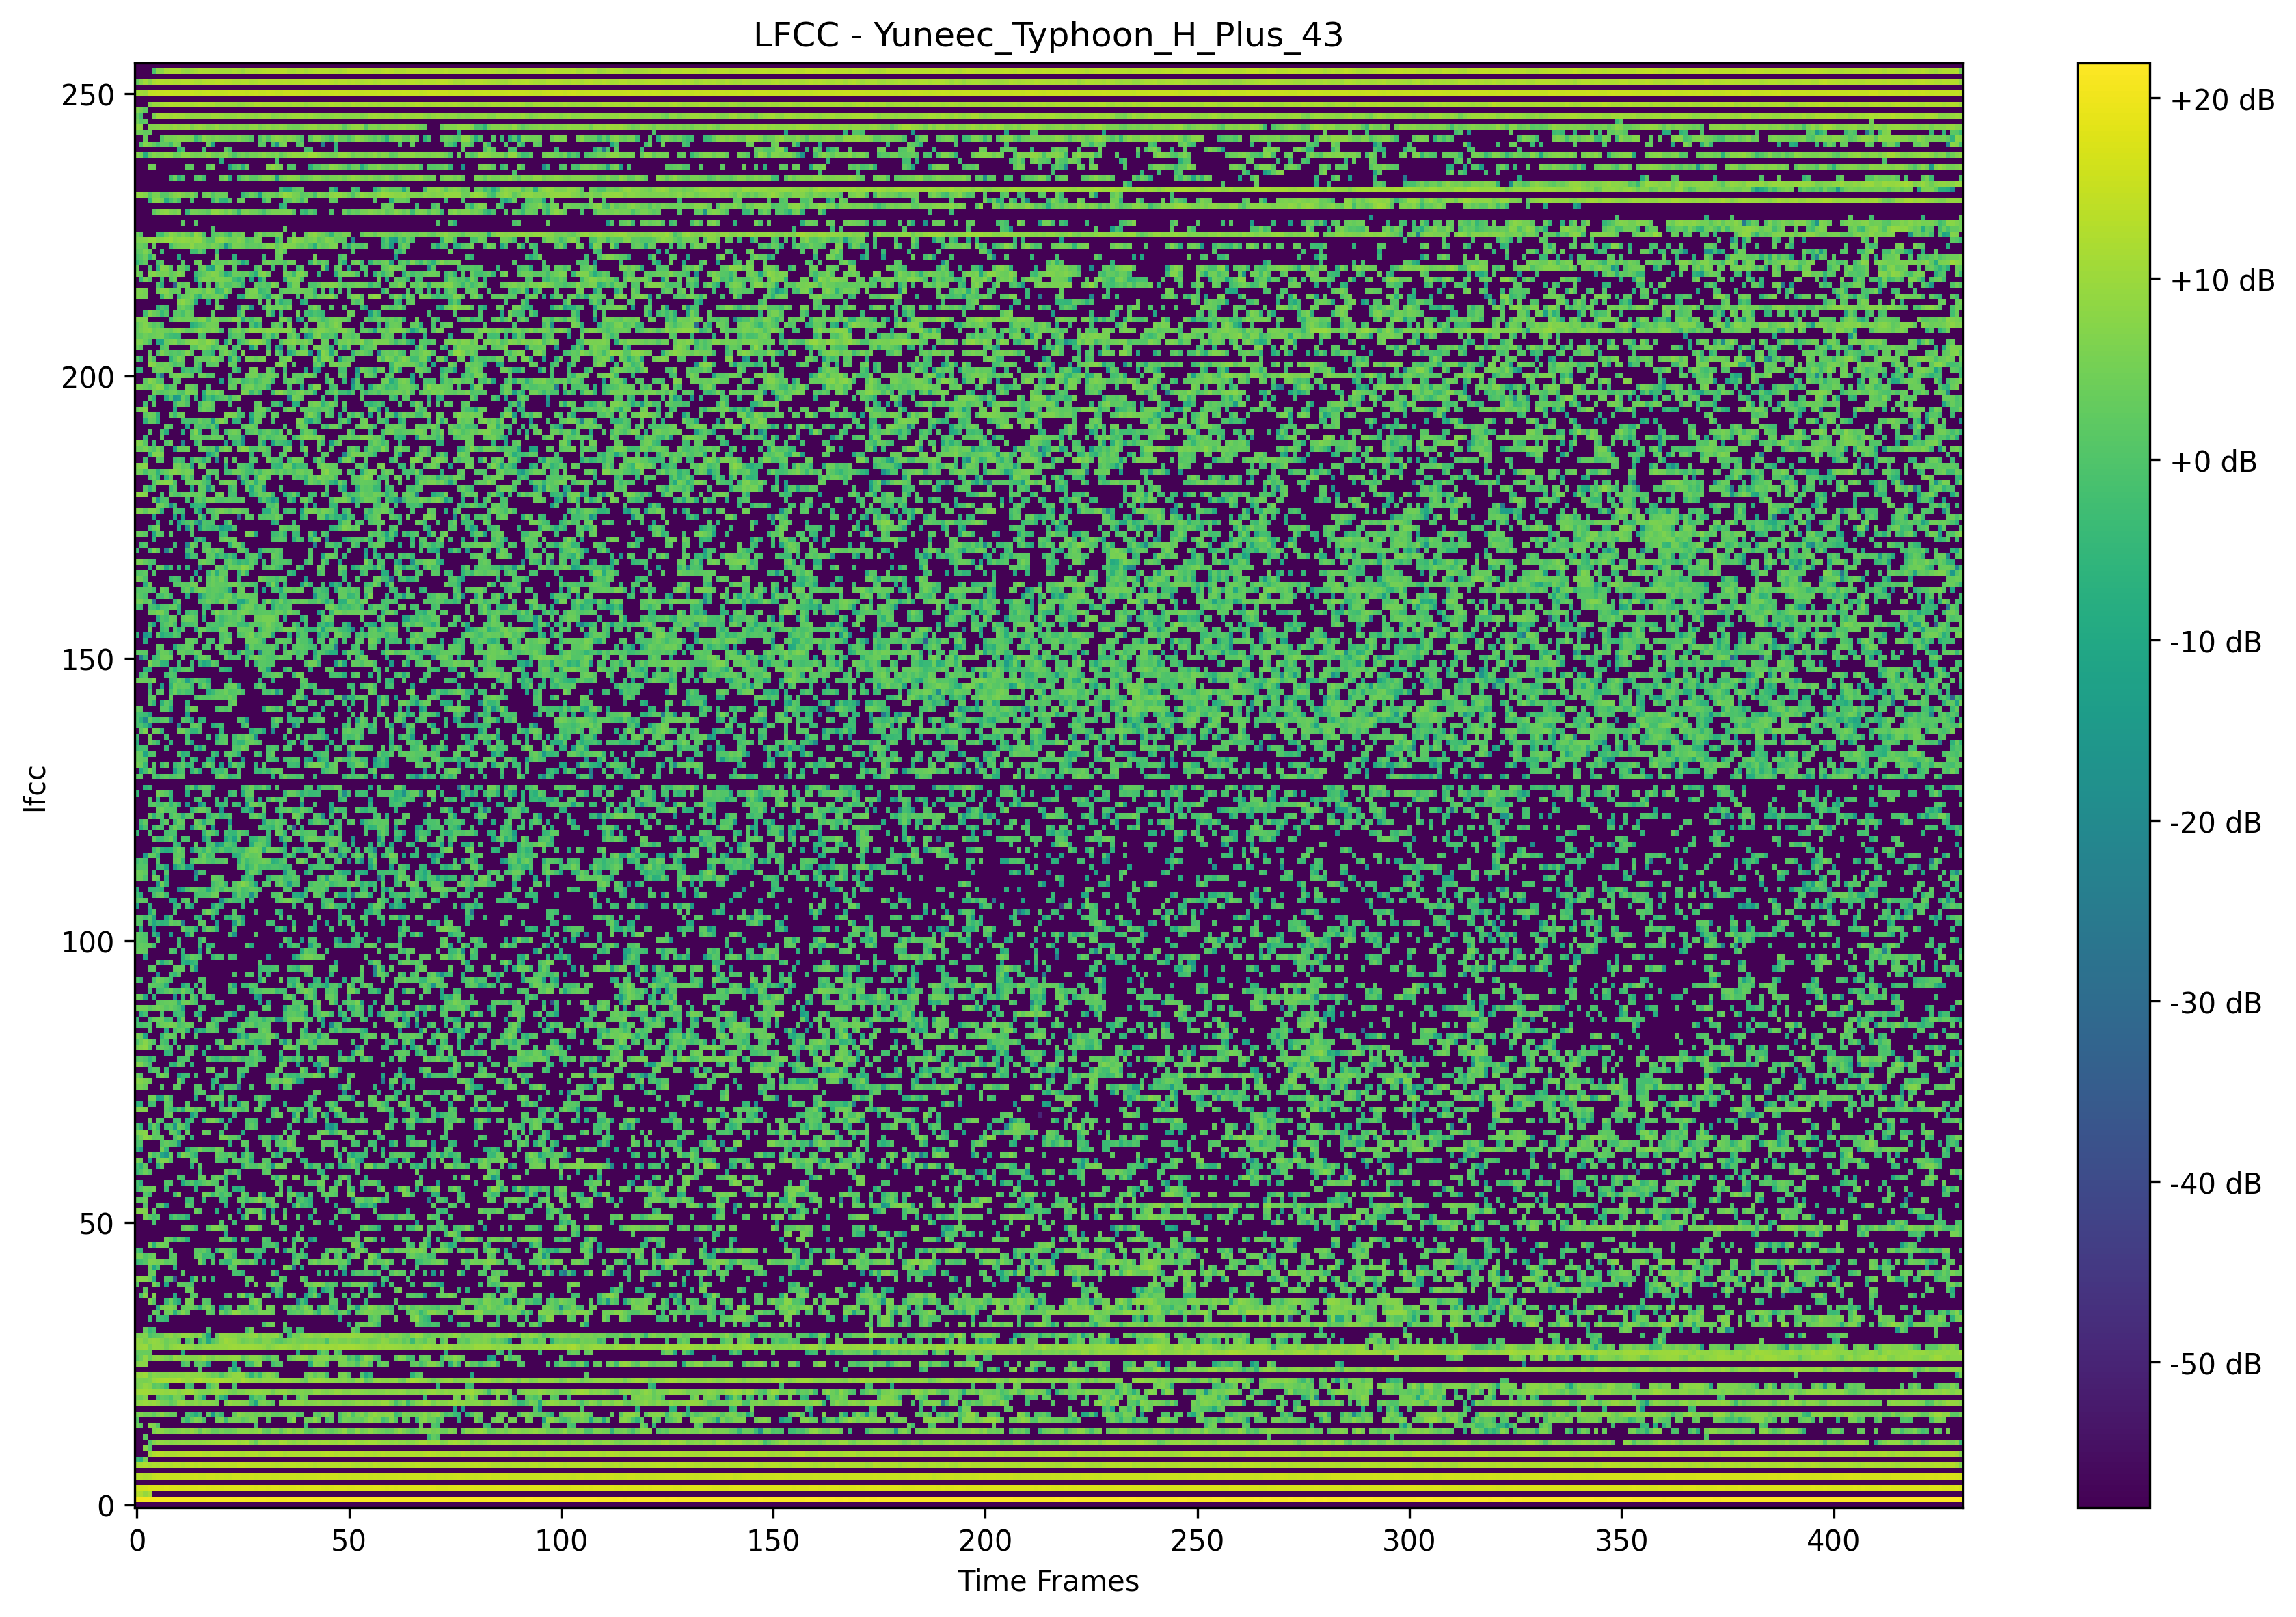 LFCC - Yuneec_Typhoon_H_Plus_43
250
200
150
100
50
0
lfcc
0 50 100 150 200 250 300 350 400
Time Frames
+20 dB
+10 dB
+0 dB
-10 dB
-20 dB
-30 dB
-40 dB
-50 dB